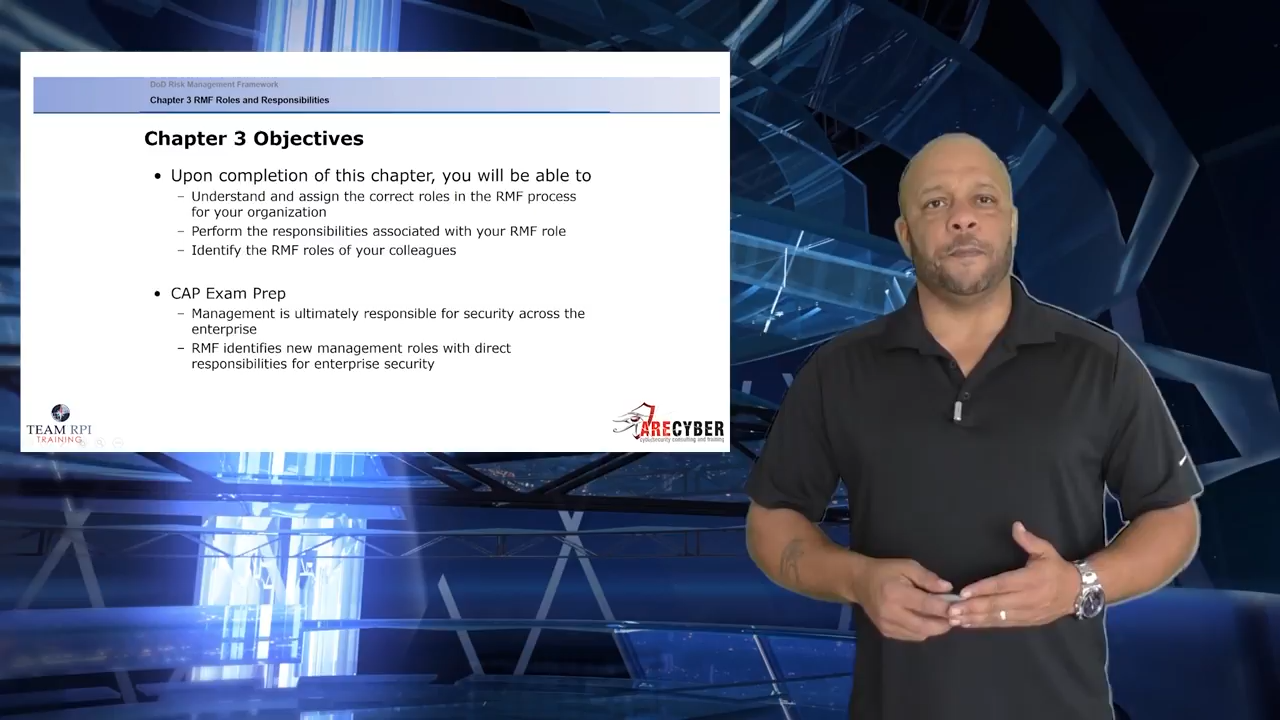 DoD Risk Management Framework
Chapter 3 RMF Roles and Responsibilities
Chapter 3 Objectives
• Upon completion of this chapter, you will be able to
– Understand and assign the correct roles in the RMF process
for your organization
– Perform the responsibilities associated with your RMF role
– Identify the RMF roles of your colleagues
• CAP Exam Prep
– Management is ultimately responsible for security across the
enterprise
– RMF identifies new management roles with direct
responsibilities for enterprise security
TEAM RPI
TRAINING
ARECYBER
cybersecurity consulting and training